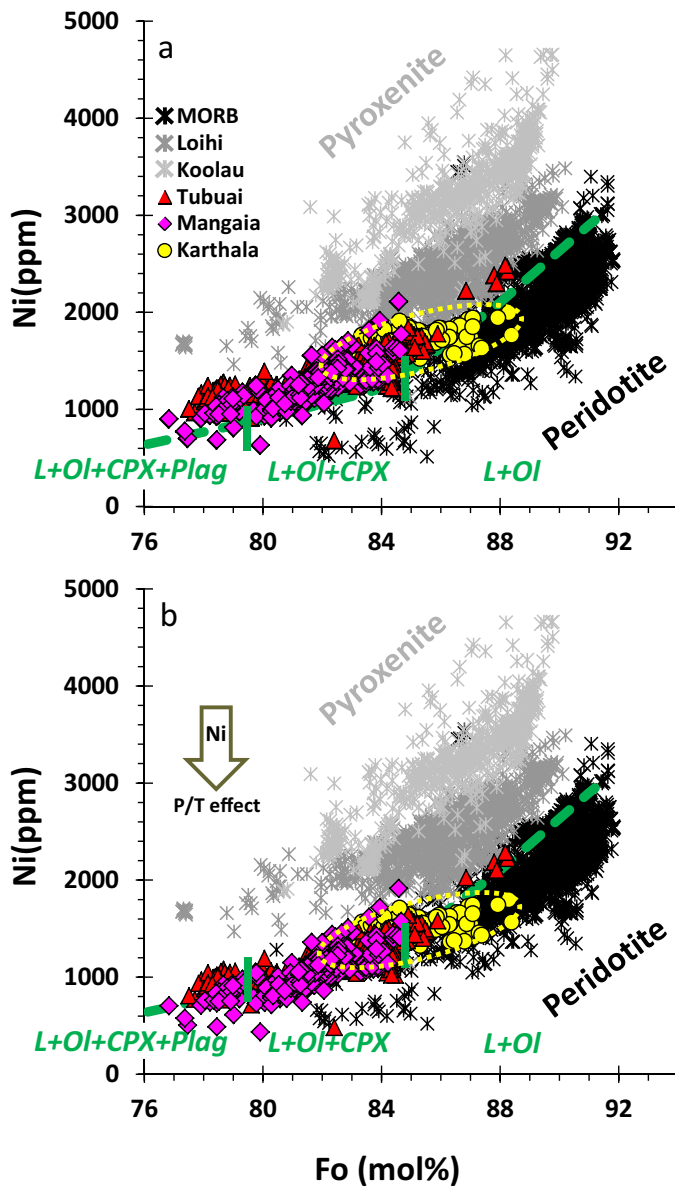 5000
a
Pyroxenite
MORB
Loihi
4000
Koolau
Tubuai
Mangaia
Karthala
3000
Ni(ppm)
2000
1000
Peridotite
L+Ol+CPX+Plag L+Ol+CPX L+Ol
0
76 80 84 88 92
5000
b
Pyroxenite
4000
Ni
P/T effect
3000
Ni(ppm)
2000
1000
Peridotite
L+Ol+CPX+Plag L+Ol+CPX L+Ol
0
76 80 84 88 92
Fo (mol%)